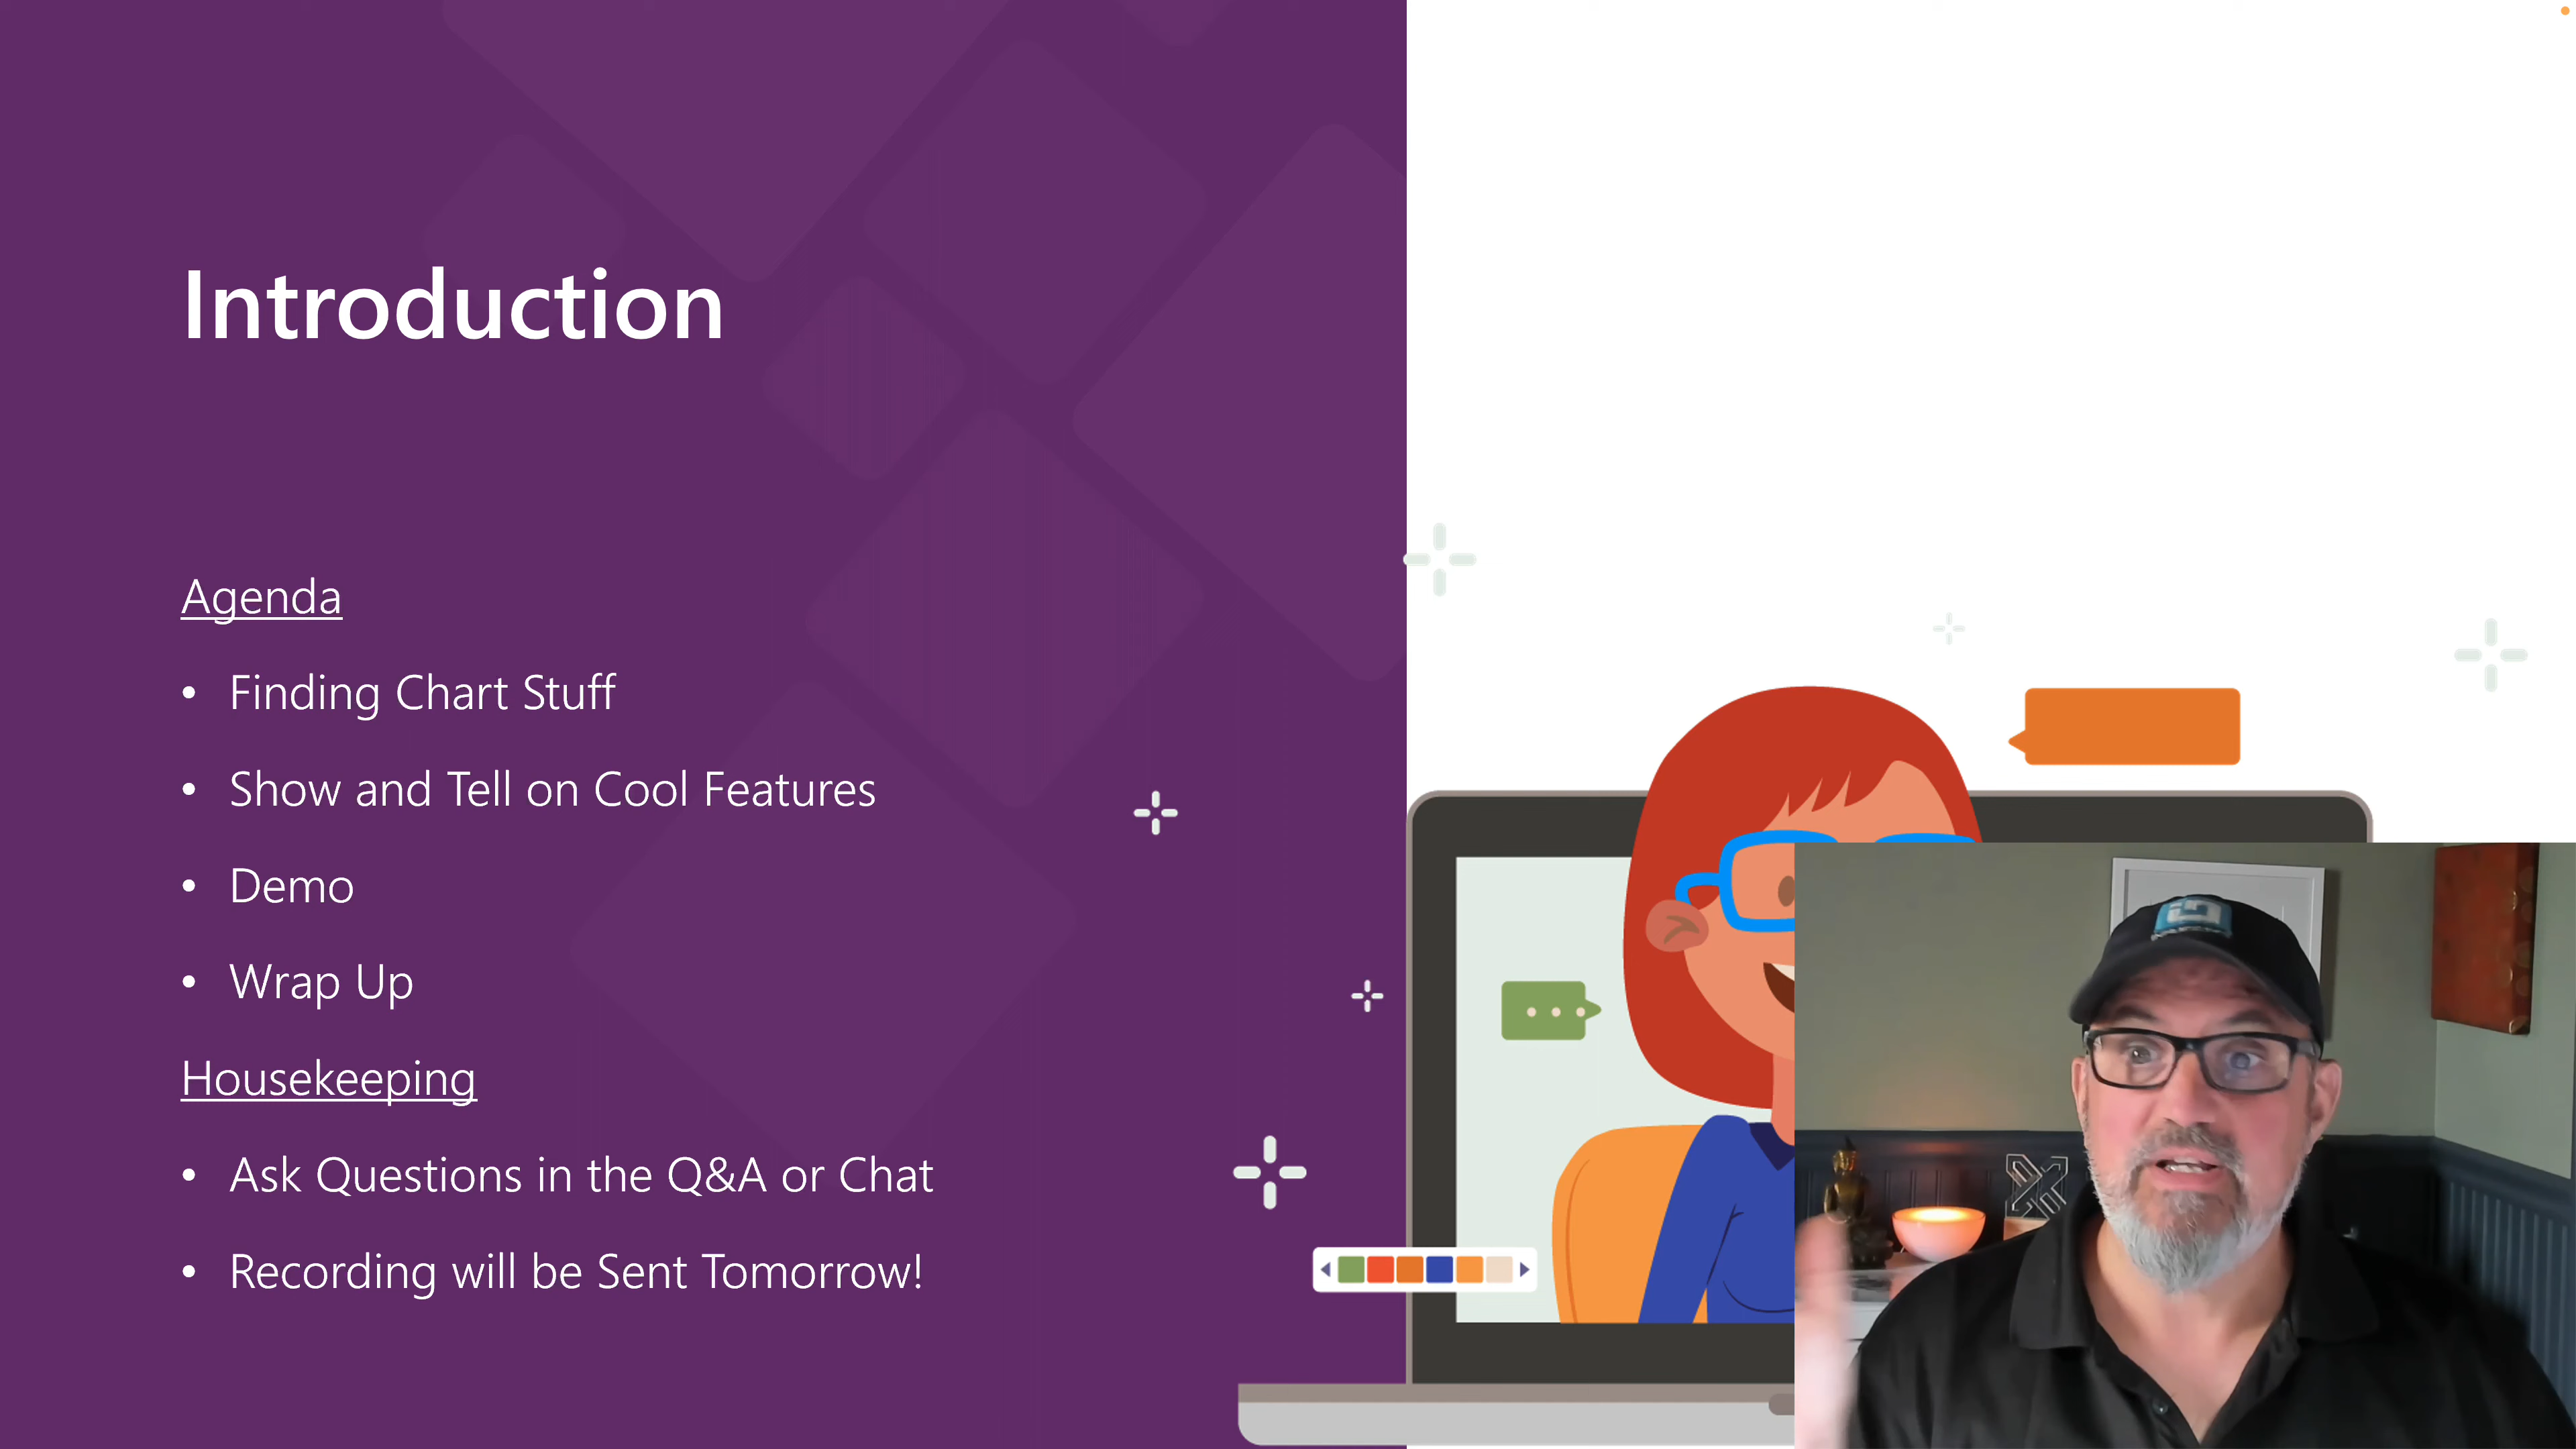 Introduction
Agenda
• Finding Chart Stuff
• Show and Tell on Cool Features
• Demo
• Wrap Up
Housekeeping
• Ask Questions in the Q&A or Chat
• Recording will be Sent Tomorrow!